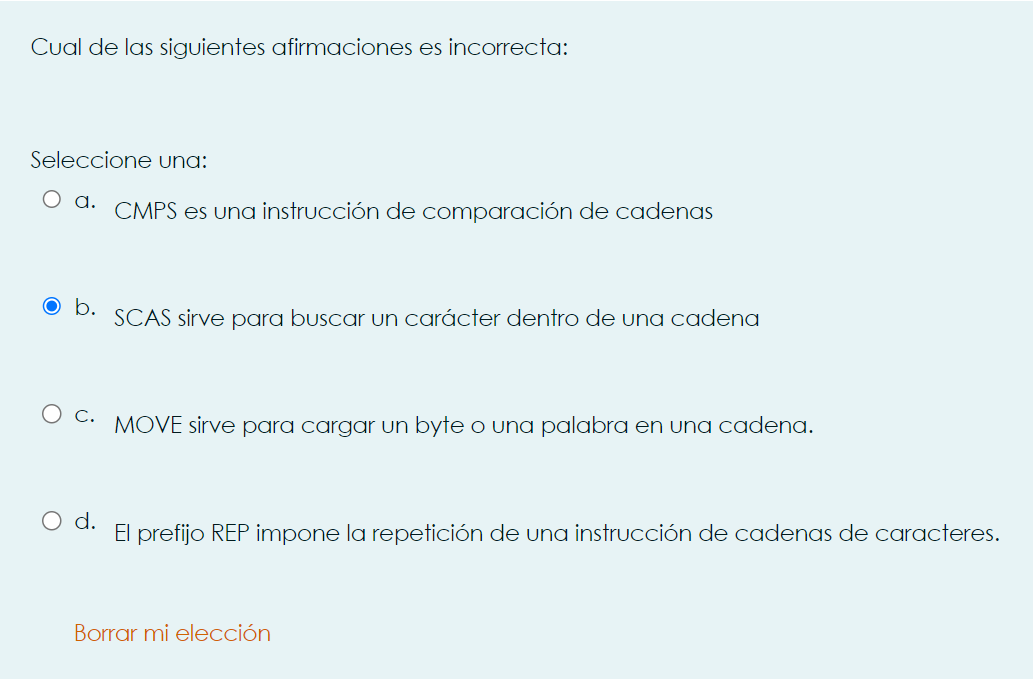 Cual de las siguientes afirmaciones es incorrecta:
Seleccione una:
a. CMPS es una instrucción de comparación de cadenas
b. SCAS sirve para buscar un carácter dentro de una cadena
c. MOVE sirve para cargar un byte o una palabra en una cadena.
d. El prefijo REP impone la repetición de una instrucción de cadenas de caracteres.
Borrar mi elección